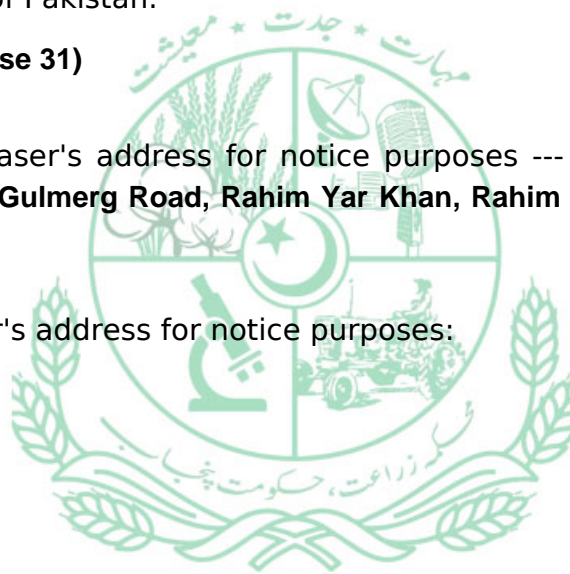 of Pakistan.
مہارت ٭ جدت ٭ معیشت
se 31)
aser's address for notice purposes ---
Gulmerg Road, Rahim Yar Khan, Rahim
r's address for notice purposes:
محکمہ زراعت، حکومت پنجاب